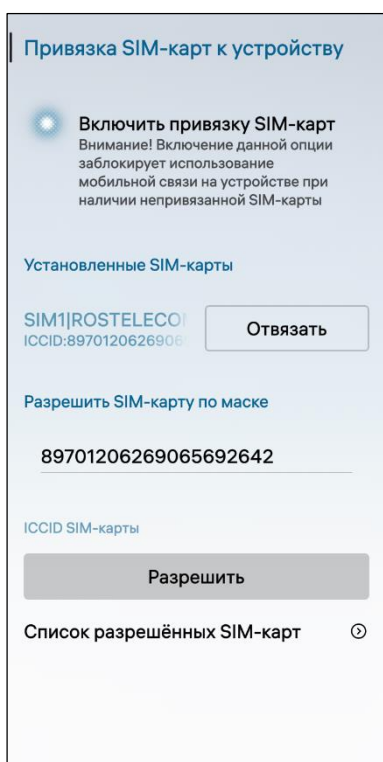 Привязка SIM-карт к устройству
Включить привязку SIM-карт
Внимание! Включение данной опции
заблокирует использование
мобильной связи на устройстве при
наличии непривязанной SIM-карты
Установленные SIM-карты
SIM1|ROSTELECO
ICCID:8970120626906
Отвязать
Разрешить SIM-карту по маске
89701206269065692642
ICCID SIM-карты
Разрешить
Список разрешённых SIM-карт